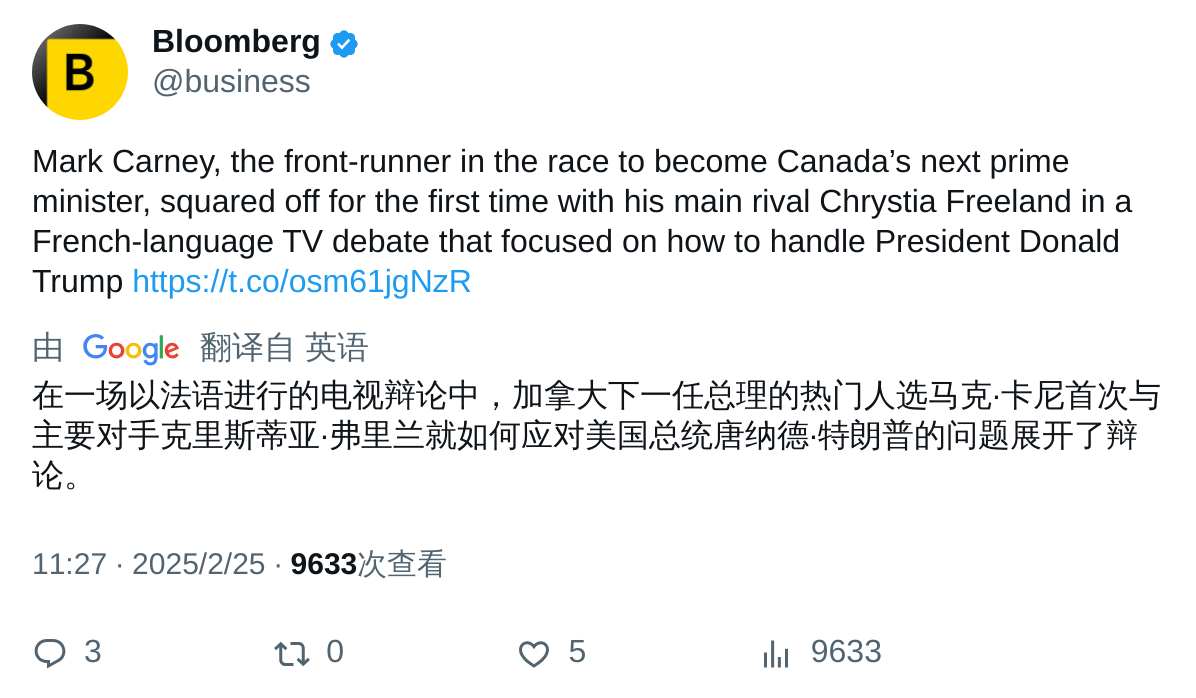 B
Bloomberg
@business
Mark Carney, the front-runner in the race to become Canada’s next prime
minister, squared off for the first time with his main rival Chrystia Freeland in a
French-language TV debate that focused on how to handle President Donald
Trump https://t.co/osm61jgNzR
由 Google 翻译自 英语
在一场以法语进行的电视辩论中，加拿大下一任总理的热门人选马克·卡尼首次与
主要对手克里斯蒂亚·弗里兰就如何应对美国总统唐纳德·特朗普的问题展开了辩
论。
11:27 · 2025/2/25 · 9633次查看
3 0 5 9633